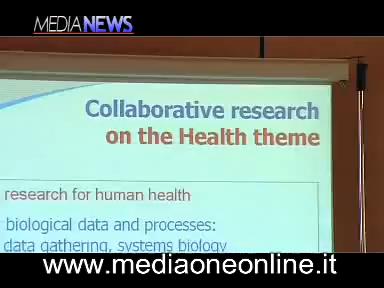 MEDIANEWS
Collaborative research
on the Health theme
research for human health
biological data and processes:
data gathering, systems biology
www.mediaoneonline.it